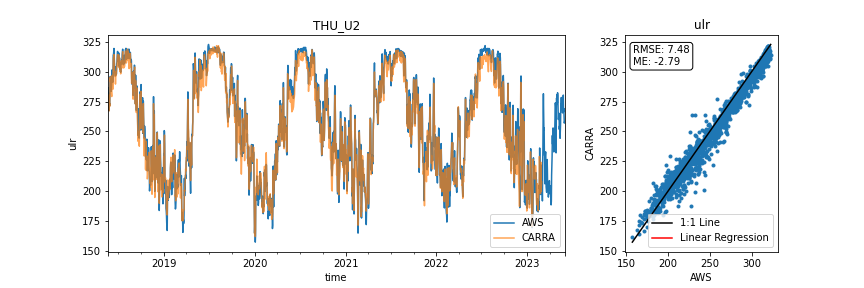 THU_U2
ulr
325
300
275
250
225
200
175
150
2019
2020
2021
2022
2023
time
AWS
CARRA
ulr
CARRA
325
300
275
250
225
200
175
150
RMSE: 7.48
ME: -2.79
1:1 Line
Linear Regression
150
200
250
300
AWS